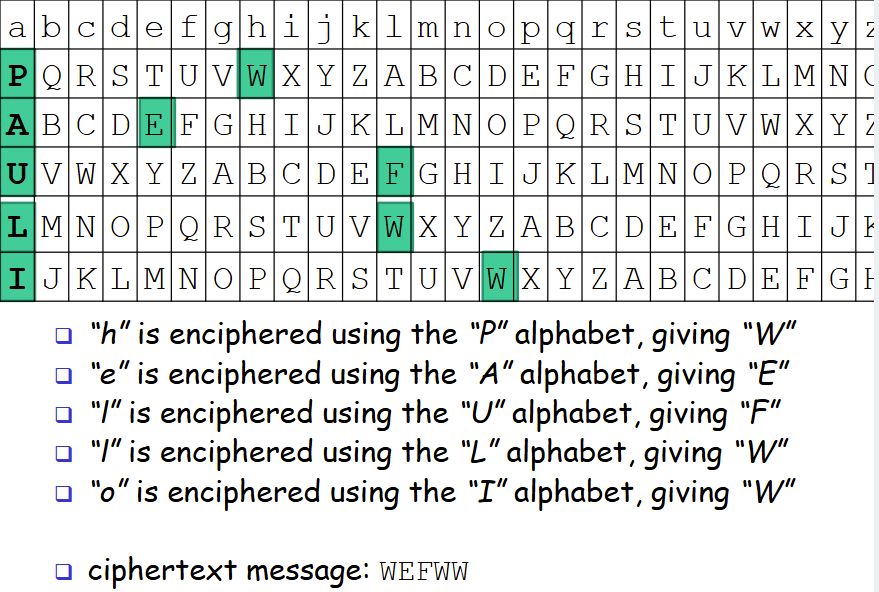 a b c d e f g h i j k l m n o p q r s t u v w x y z
P Q R S T U V W X Y Z A B C D E F G H I J K L M N O
A B C D E F G H I J K L M N O P Q R S T U V W X Y Z
U V W X Y Z A B C D E F G H I J K L M N O P Q R S T
L M N O P Q R S T U V W X Y Z A B C D E F G H I J K
I J K L M N O P Q R S T U V W X Y Z A B C D E F G H
❑ “h” is enciphered using the “P” alphabet, giving “W”
❑ “e” is enciphered using the “A” alphabet, giving “E”
❑ “l” is enciphered using the “U” alphabet, giving “F”
❑ “l” is enciphered using the “L” alphabet, giving “W”
❑ “o” is enciphered using the “I” alphabet, giving “W”
❑ ciphertext message: WEFWW